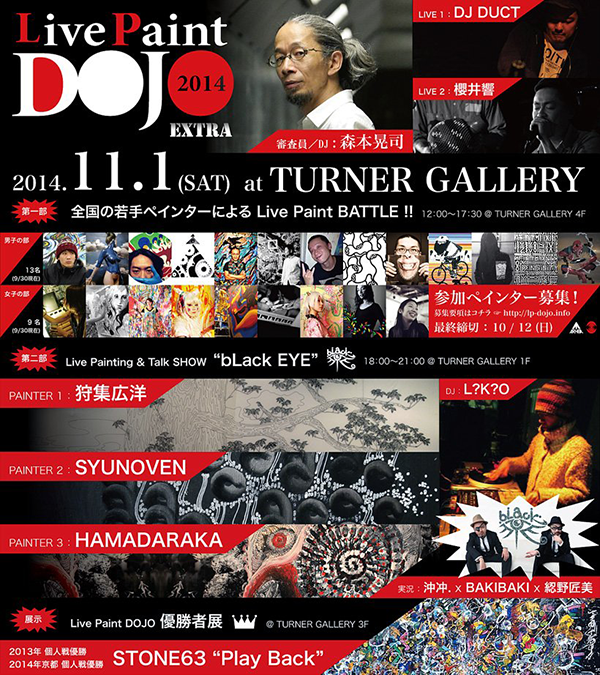 Live Paint
DOJO 2014
EXTRA
審査員／DJ：森本晃司
LIVE 1：DJ DUCT
LIVE 2：櫻井響
2014. 11.1 (SAT) at TURNER GALLERY
第一部 全国の若手ペインターによる Live Paint BATTLE !! 12:00〜17:30 @ TURNER GALLERY 4F
男子の部
13名
(9/30現在)
女子の部
9 名
(9/30現在)
参加ペインター募集！
募集要項はコチラ ☞ http://lp-dojo.info
最終締切：10 / 12 (日)
第二部 Live Painting & Talk SHOW “bLack EYE” black 18:00〜21:00 @ TURNER GALLERY 1F
PAINTER 1：狩集広洋
DJ：L?K?O
PAINTER 2：SYUNOVEN
PAINTER 3：HAMADARAKA
bLack
実況：沖冲. x BAKIBAKI x 綛野匠美
展示 Live Paint DOJO 優勝者展 @ TURNER GALLERY 3F
2013年 個人戦優勝
2014年京都 個人戦優勝 STONE63 “Play Back”